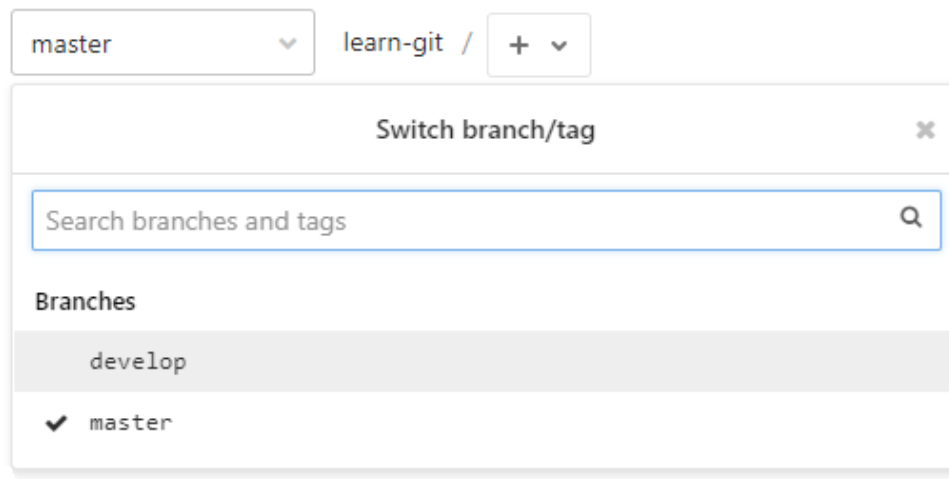 master learn-git / +
Switch branch/tag
Search branches and tags
Branches
develop
master